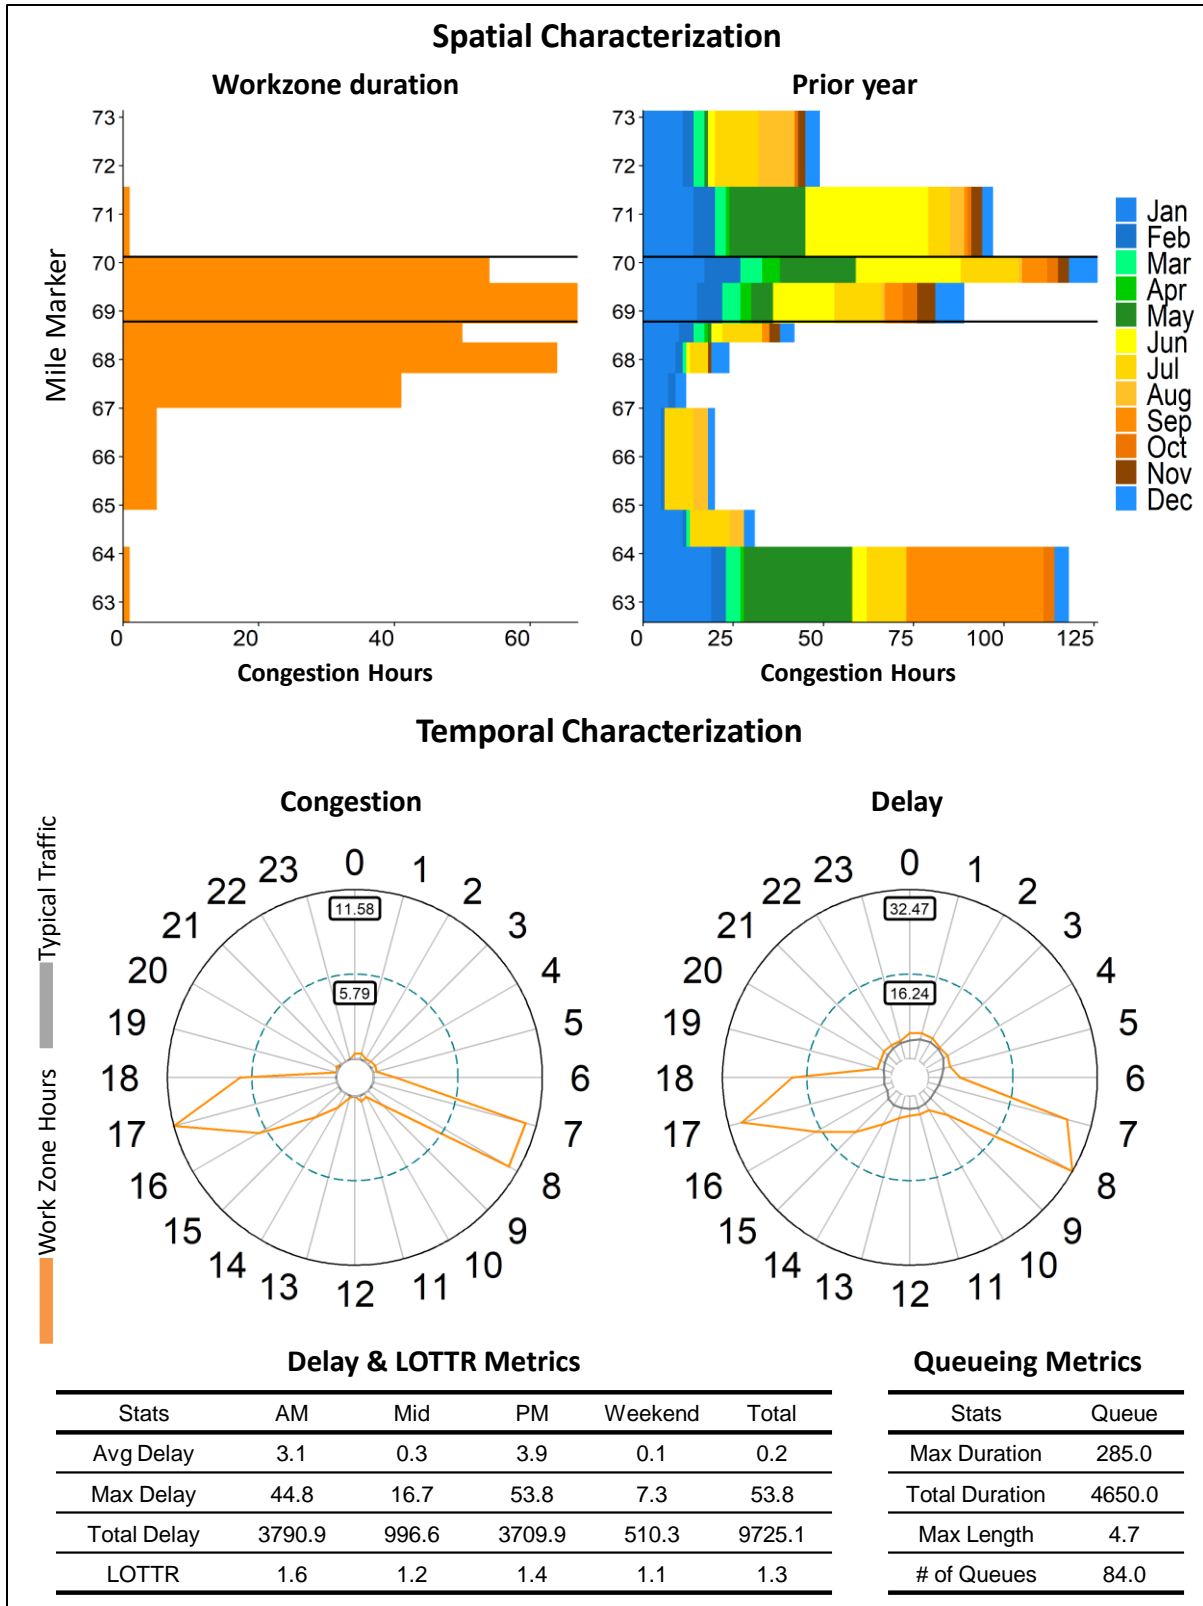 Spatial Characterization
Workzone duration
Prior year
Mile Marker
73
72
71
70
69
68
67
66
65
64
63
0 20 40 60
Congestion Hours
73
72
71
70
69
68
67
66
65
64
63
0 25 50 75 100 125
Congestion Hours
Jan
Feb
Mar
Apr
May
Jun
Jul
Aug
Sep
Oct
Nov
Dec
Temporal Characterization
Work Zone Hours
Typical Traffic
Congestion
0
1
2
3
4
5
6
7
8
9
10
11
12
13
14
15
16
17
18
19
20
21
22
23
11.58
5.79
Delay
0
1
2
3
4
5
6
7
8
9
10
11
12
13
14
15
16
17
18
19
20
21
22
23
32.47
16.24
Delay & LOTTR Metrics
Stats AM Mid PM Weekend Total
Avg Delay 3.1 0.3 3.9 0.1 0.2
Max Delay 44.8 16.7 53.8 7.3 53.8
Total Delay 3790.9 996.6 3709.9 510.3 9725.1
LOTTR 1.6 1.2 1.4 1.1 1.3
Queueing Metrics
Stats Queue
Max Duration 285.0
Total Duration 4650.0
Max Length 4.7
# of Queues 84.0